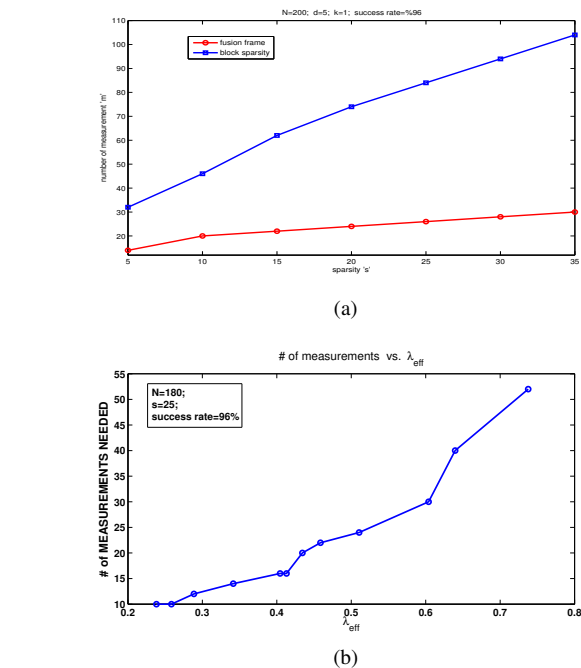 N=200; d=5; k=1; success rate=%96
110
100
90
80
70
60
50
40
30
20
number of measurement 'm'
fusion frame
block sparsity
5 10 15 20 25 30 35
sparsity 's'
(a)
# of measurements vs. λeff
55
50
45
40
35
30
25
20
15
10
# of MEASUREMENTS NEEDED
N=180;
s=25;
success rate=96%
0.2 0.3 0.4 0.5 0.6 0.7 0.8
λeff
(b)